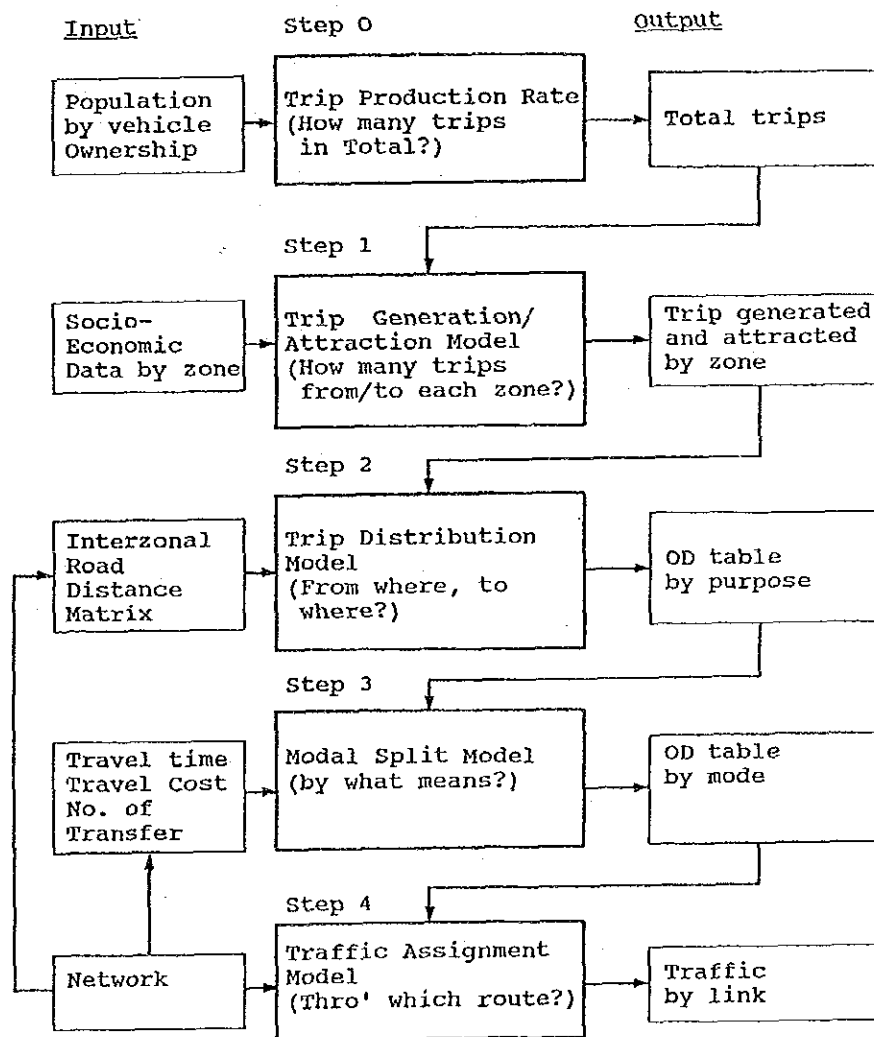 Input
Step 0
Output
Population
by vehicle
Ownership
Trip Production Rate
(How many trips
in Total?)
Total trips
Step 1
Socio-
Economic
Data by zone
Trip Generation/
Attraction Model
(How many trips
from/to each zone?)
Trip generated
and attracted
by zone
Step 2
Interzonal
Road
Distance
Matrix
Trip Distribution
Model
(From where, to
where?)
OD table
by purpose
Step 3
Travel time
Travel Cost
No. of
Transfer
Modal Split Model
(by what means?)
OD table
by mode
Step 4
Network
Traffic Assignment
Model
(Thro' which route?)
Traffic
by link